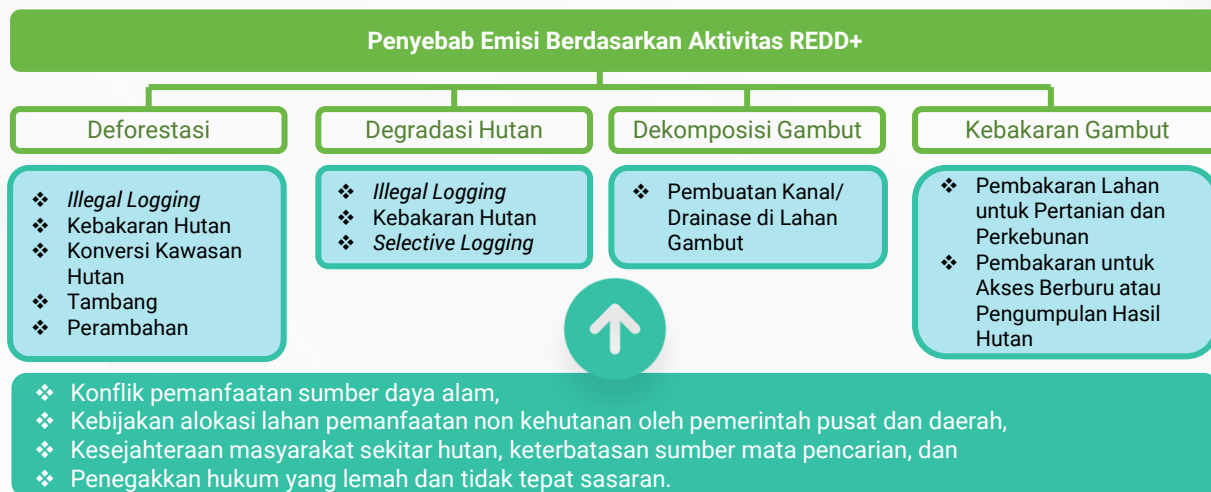 Penyebab Emisi Berdasarkan Aktivitas REDD+
Deforestasi
❖ Illegal Logging
❖ Kebakaran Hutan
❖ Konversi Kawasan
Hutan
❖ Tambang
❖ Perambahan
Degradasi Hutan
❖ Illegal Logging
❖ Kebakaran Hutan
❖ Selective Logging
Dekomposisi Gambut
❖ Pembuatan Kanal/
Drainase di Lahan
Gambut
Kebakaran Gambut
❖ Pembakaran Lahan
untuk Pertanian dan
Perkebunan
❖ Pembakaran untuk
Akses Berburu atau
Pengumpulan Hasil
Hutan
❖ Konflik pemanfaatan sumber daya alam,
❖ Kebijakan alokasi lahan pemanfaatan non kehutanan oleh pemerintah pusat dan daerah,
❖ Kesejahteraan masyarakat sekitar hutan, keterbatasan sumber mata pencarian, dan
❖ Penegakkan hukum yang lemah dan tidak tepat sasaran.